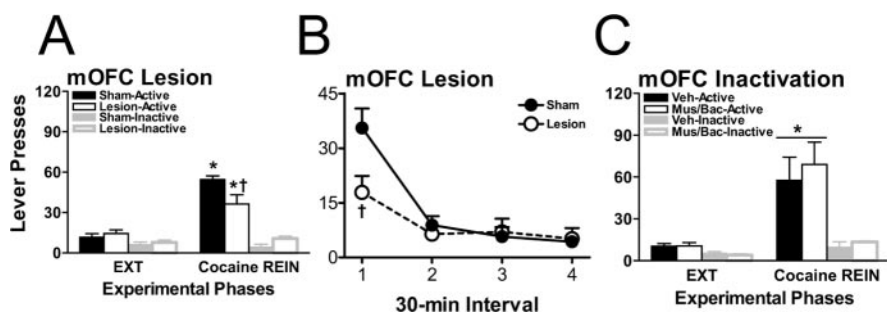 A
mOFC Lesion
120
90
60
30
0
Lever Presses
Sham-Active
Lesion-Active
Sham-Inactive
Lesion-Inactive
*
*†
EXT
Cocaine REIN
Experimental Phases
B
mOFC Lesion
45
30
15
0
Sham
Lesion
†
1
2
3
4
30-min Interval
C
mOFC Inactivation
120
90
60
30
0
Veh-Active
Mus/Bac-Active
Veh-Inactive
Mus/Bac-Inactive
*
EXT
Cocaine REIN
Experimental Phases